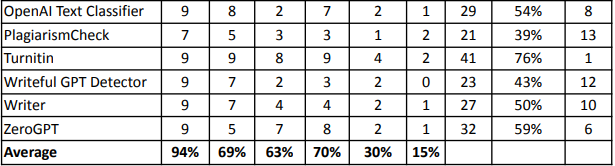 OpenAI Text Classifier 9 8 2 7 2 1 29 54% 8
PlagiarismCheck 7 5 3 3 1 2 21 39% 13
Turnitin 9 9 8 9 4 2 41 76% 1
Writeful GPT Detector 9 7 2 3 2 0 23 43% 12
Writer 9 7 4 4 2 1 27 50% 10
ZeroGPT 9 5 7 8 2 1 32 59% 6
Average 94% 69% 63% 70% 30% 15%